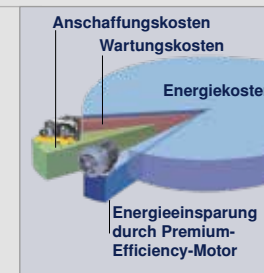 Anschaffungskosten
Wartungskosten
Energiekoste
Energieeinsparung
durch Premium-
Efficiency-Motor